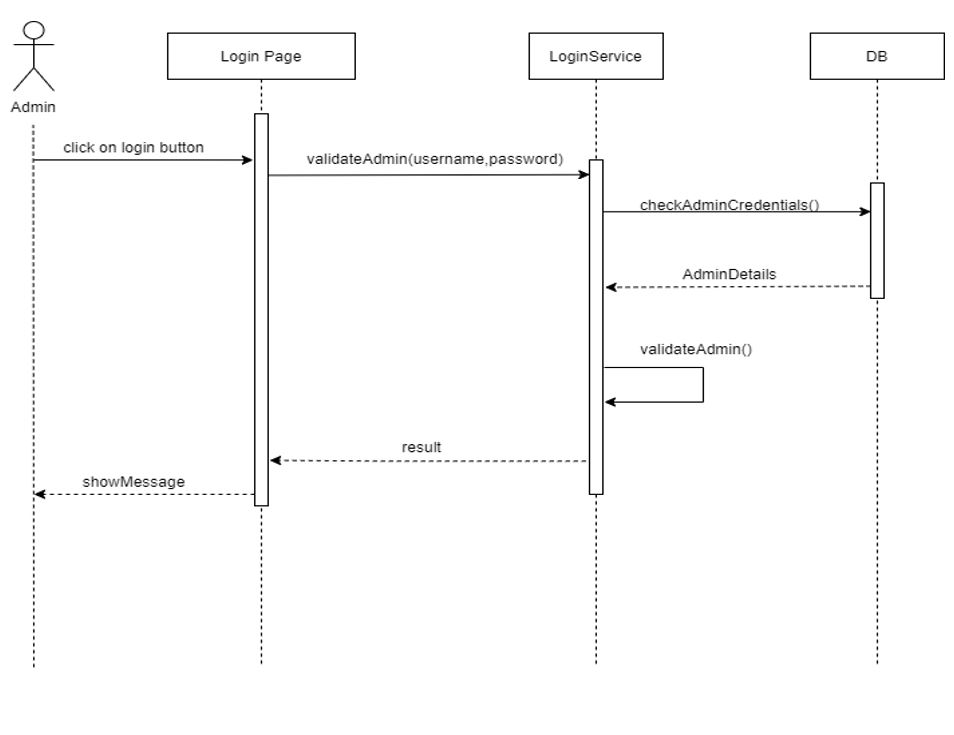 Login Page
LoginService
DB
Admin
click on login button
validateAdmin(username,password)
checkAdminCredentials()
AdminDetails
validateAdmin()
result
showMessage